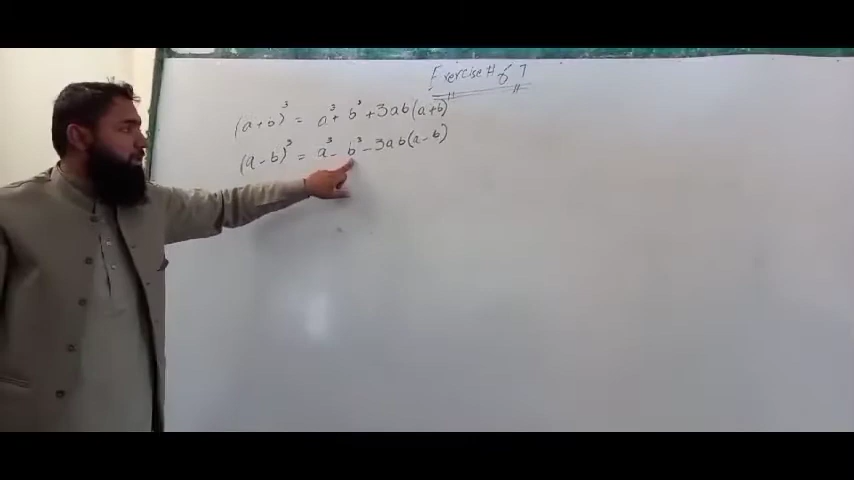 Exercise # 6.7
(a+b)³ = a³+ b³ +3ab(a+b)
(a-b)³ = a³- b³ -3ab(a-b)